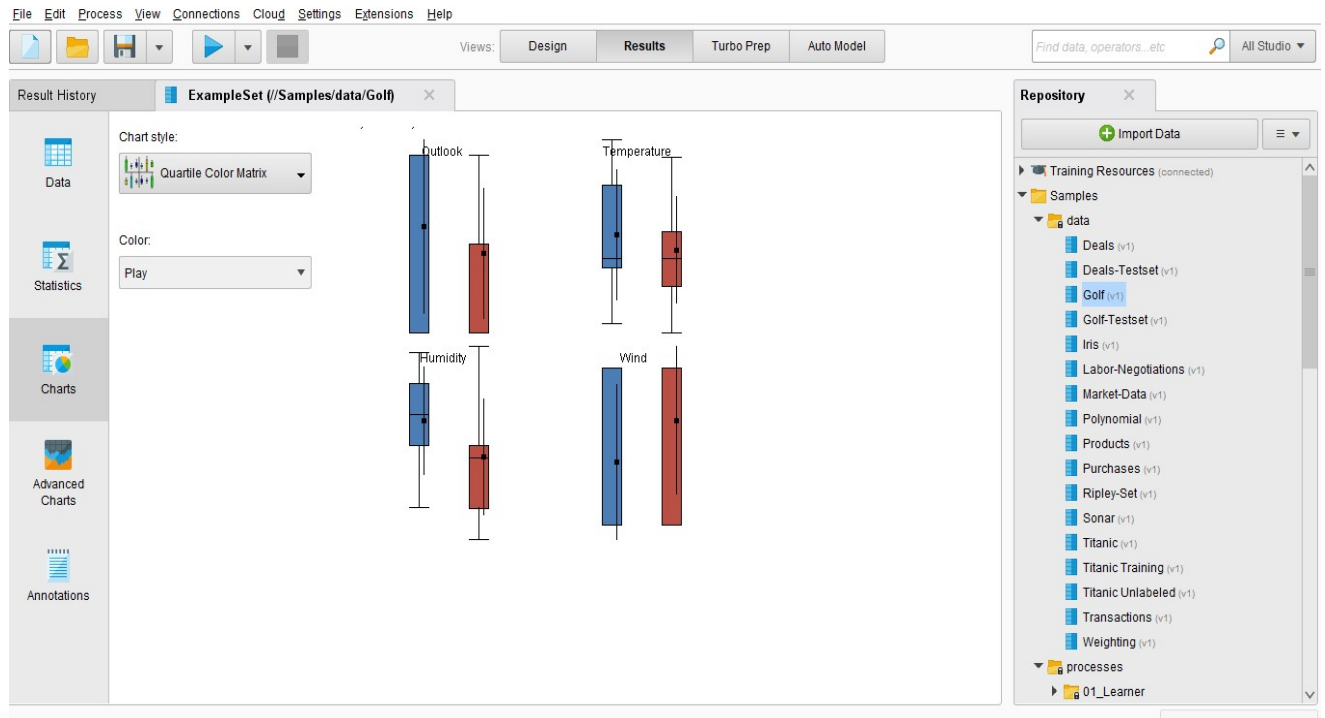 File Edit Process View Connections Cloud Settings Extensions Help
Views: Design Results Turbo Prep Auto Model Find data, operators...etc All Studio
Result History ExampleSet (//Samples/data/Golf) Repository
Data
Statistics
Charts
Advanced
Charts
Annotations
Chart style:
Quartile Color Matrix
Color:
Play
Outlook Temperature
Humidity Wind
Import Data
Training Resources (connected)
Samples
data
Deals (v1)
Deals-Testset (v1)
Golf (v1)
Golf-Testset (v1)
Iris (v1)
Labor-Negotiations (v1)
Market-Data (v1)
Polynomial (v1)
Products (v1)
Purchases (v1)
Ripley-Set (v1)
Sonar (v1)
Titanic (v1)
Titanic Training (v1)
Titanic Unlabeled (v1)
Transactions (v1)
Weighting (v1)
processes
01_Learner